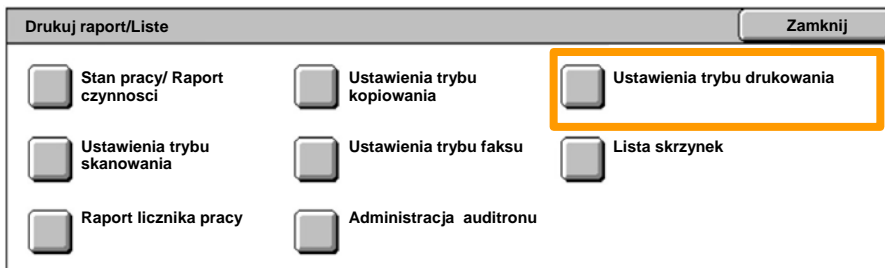 Drukuj raport/Liste
Zamknij
Stan pracy/ Raport
czynnosci
Ustawienia trybu
kopiowania
Ustawienia trybu drukowania
Ustawienia trybu
skanowania
Ustawienia trybu faksu
Lista skrzynek
Raport licznika pracy
Administracja auditronu